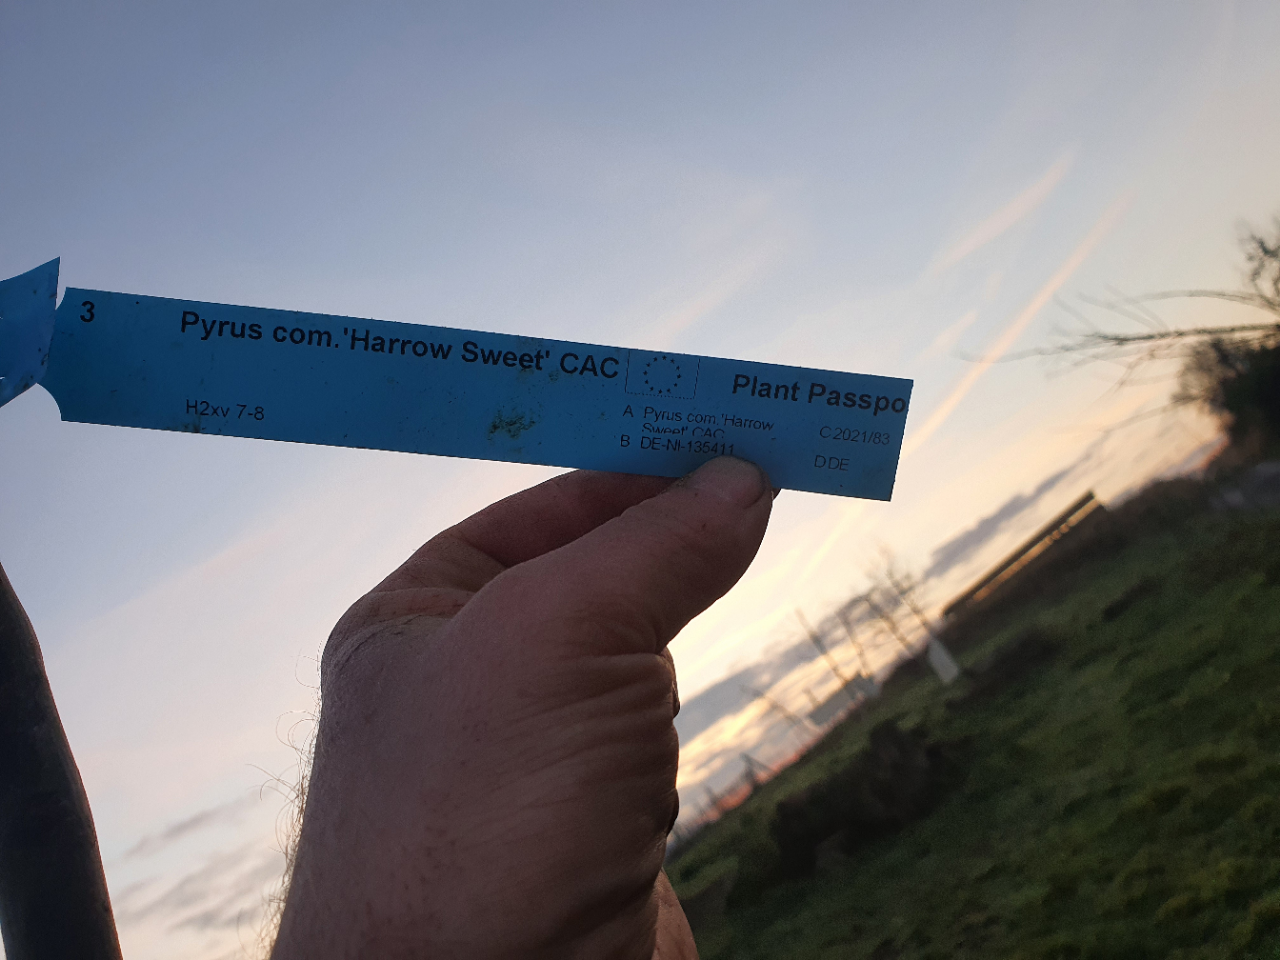 3
Pyrus com.'Harrow Sweet' CAC
H2xv 7-8
Plant Passpo
A Pyrus com.'Harrow
Sweet' CAC
C 2021/83
B DE-NI-135411
D DE